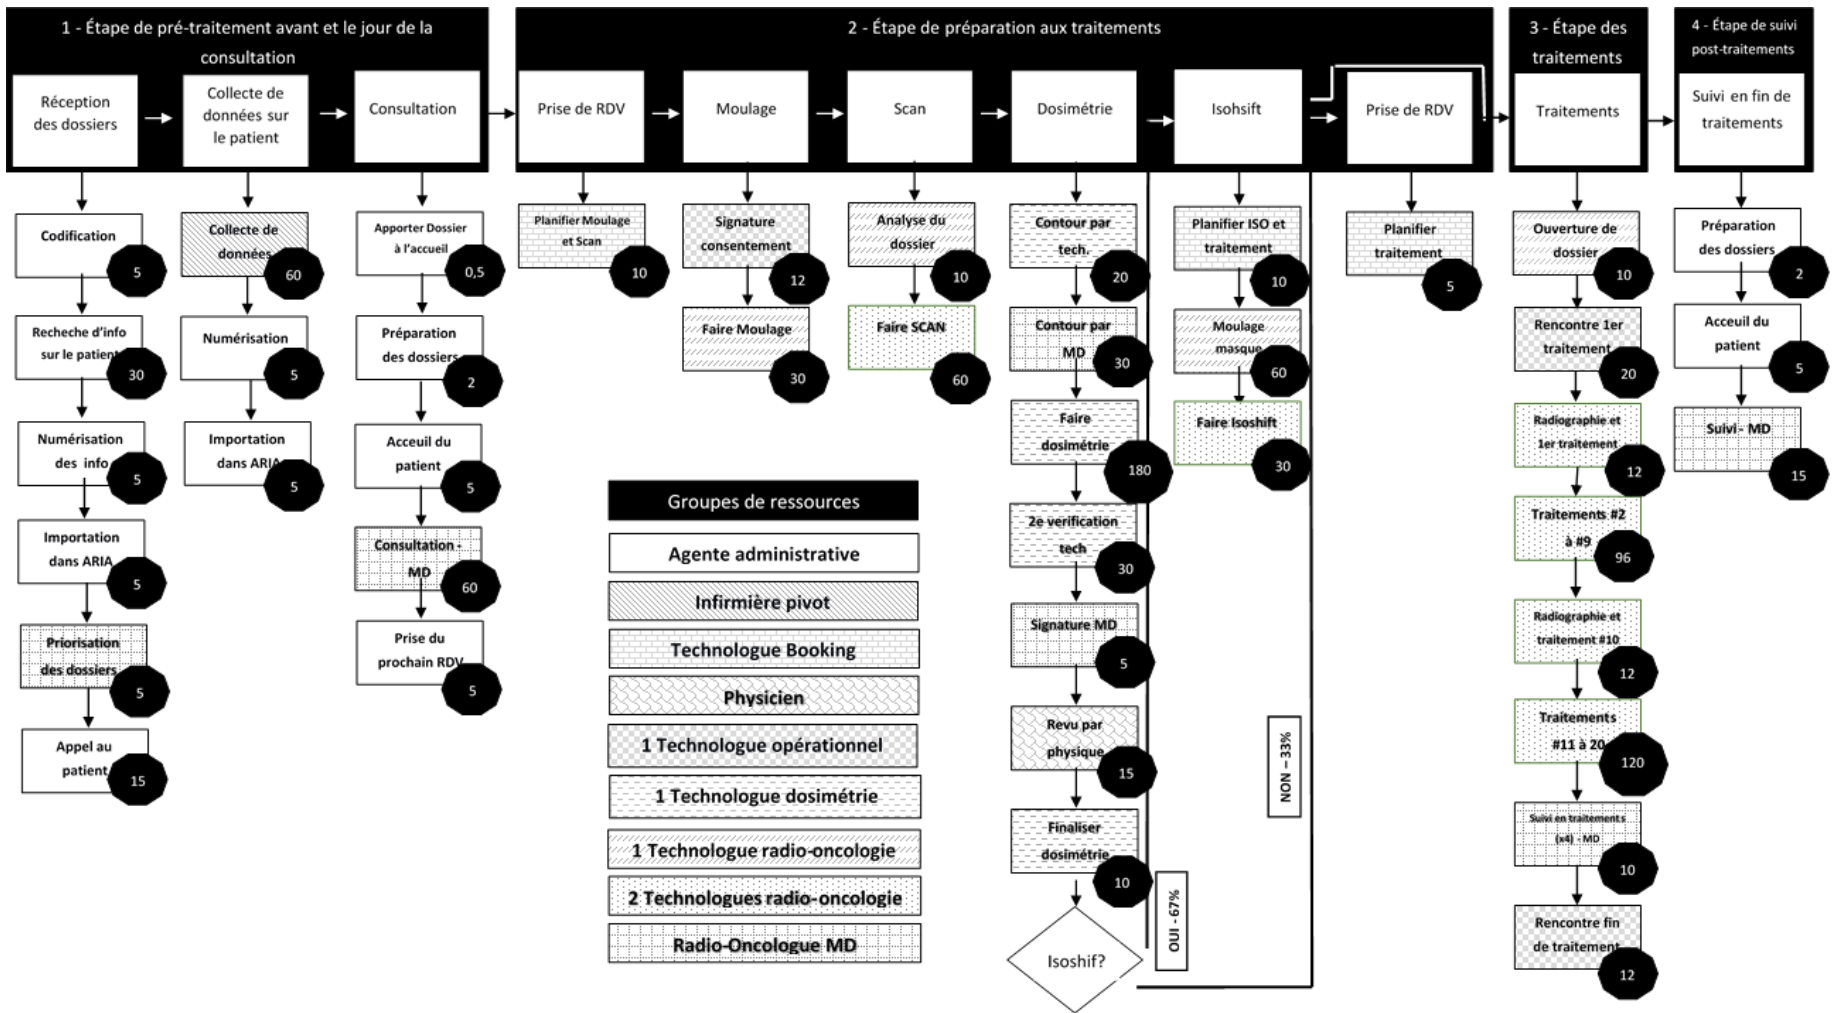 1 - Étape de pré-traitement avant et le jour de la
consultation
2 - Étape de préparation aux traitements
3 - Étape des
traitements
4 - Étape de suivi
post-traitements
Réception
des dossiers
Collecte de
données sur
le patient
Consultation
Prise de RDV
Moulage
Scan
Dosimétrie
Isohsift
Prise de RDV
Traitements
Suivi en fin de
traitements
Codification
5
Recheche d'info
sur le patient
30
Numérisation
des info
5
Importation
dans ARIA
5
Priorisation
des dossiers
5
Appel au
patient
15
Collecte de
données
60
Numérisation
5
Importation
dans ARIA
5
Apporter Dossier
à l'accueil
0,5
Préparation
des dossiers
2
Acceuil du
patient
5
Consultation -
MD
60
Prise du
prochain RDV
5
Planifier Moulage
et Scan
10
Signature
consentement
12
Faire Moulage
30
Analyse du
dossier
10
Faire SCAN
60
Contour par
tech.
20
Contour par
MD
30
Faire
dosimétrie
180
2e verification
tech
30
Signature MD
5
Revu par
physique
15
Finaliser
dosimétrie
10
Isoshif?
OUI - 67%
NON – 33%
Planifier ISO et
traitement
10
Moulage
masque
60
Faire Isoshift
30
Planifier
traitement
5
Ouverture de
dossier
10
Rencontre 1er
traitement
20
Radiographie et
1er traitement
12
Traitements #2
à #9
96
Radiographie et
traitement #10
12
Traitements
#11 à 20
120
Suivi en traitements
(x4) - MD
10
Rencontre fin
de traitement
12
Préparation
des dossiers
2
Acceuil du
patient
5
Suivi - MD
15
Groupes de ressources
Agente administrative
Infirmière pivot
Technologue Booking
Physicien
1 Technologue opérationnel
1 Technologue dosimétrie
1 Technologue radio-oncologie
2 Technologues radio-oncologie
Radio-Oncologue MD